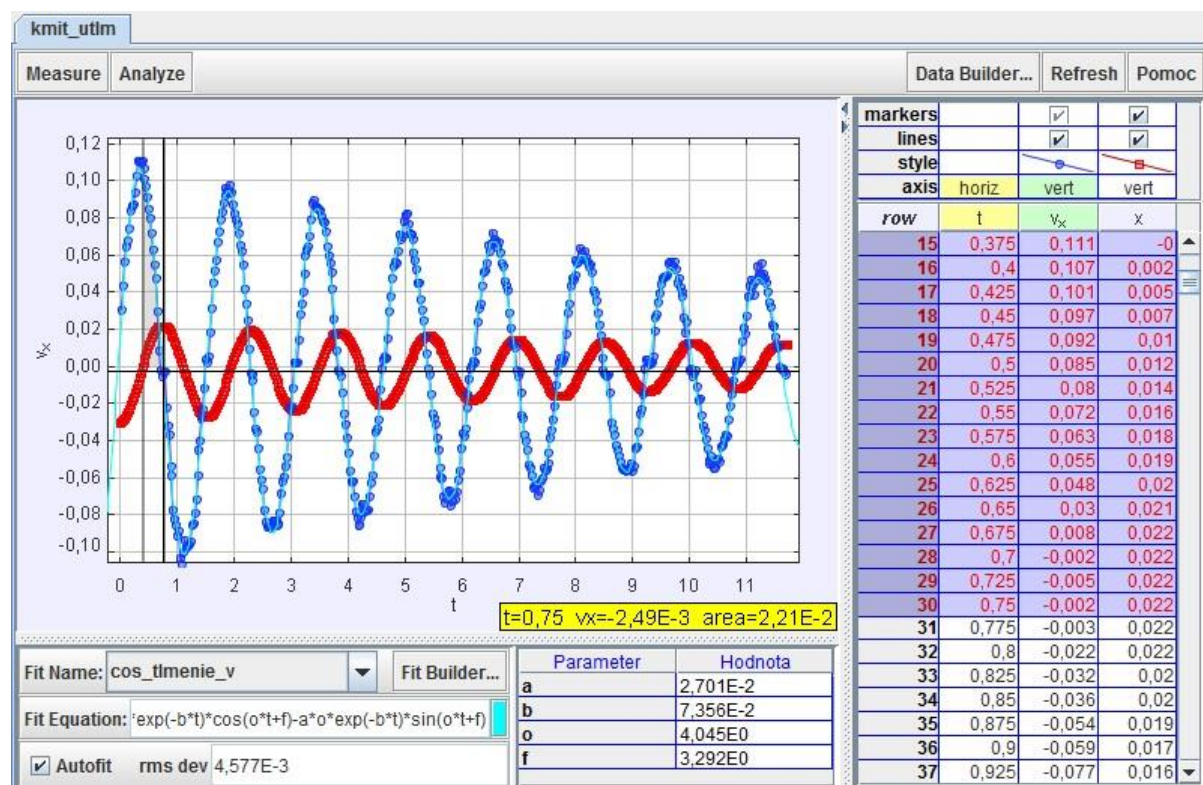 kmit_utlm
Measure Analyze Data Builder... Refresh Pomoc
0,12
0,10
0,08
0,06
0,04
0,02
0,00
-0,02
-0,04
-0,06
-0,08
-0,10
vx
0 1 2 3 4 5 6 7 8 9 10 11
t
t=0,75 vx=-2,49E-3 area=2,21E-2
markers
lines
style
axis horiz vert vert
row t vx x
15 0,375 0,111 -0
16 0,4 0,107 0,002
17 0,425 0,101 0,005
18 0,45 0,097 0,007
19 0,475 0,092 0,01
20 0,5 0,085 0,012
21 0,525 0,08 0,014
22 0,55 0,072 0,016
23 0,575 0,063 0,018
24 0,6 0,055 0,019
25 0,625 0,048 0,02
26 0,65 0,03 0,021
27 0,675 0,008 0,022
28 0,7 -0,002 0,022
29 0,725 -0,005 0,022
30 0,75 -0,002 0,022
31 0,775 -0,003 0,022
32 0,8 -0,022 0,022
33 0,825 -0,032 0,02
34 0,85 -0,036 0,02
35 0,875 -0,054 0,019
36 0,9 -0,059 0,017
37 0,925 -0,077 0,016
Fit Name: cos_tlmenie_v Fit Builder...
Fit Equation: *exp(-b*t)*cos(o*t+f)-a*o*exp(-b*t)*sin(o*t+f)
Autofit rms dev 4,577E-3
Parameter Hodnota
a 2,701E-2
b 7,356E-2
o 4,045E0
f 3,292E0